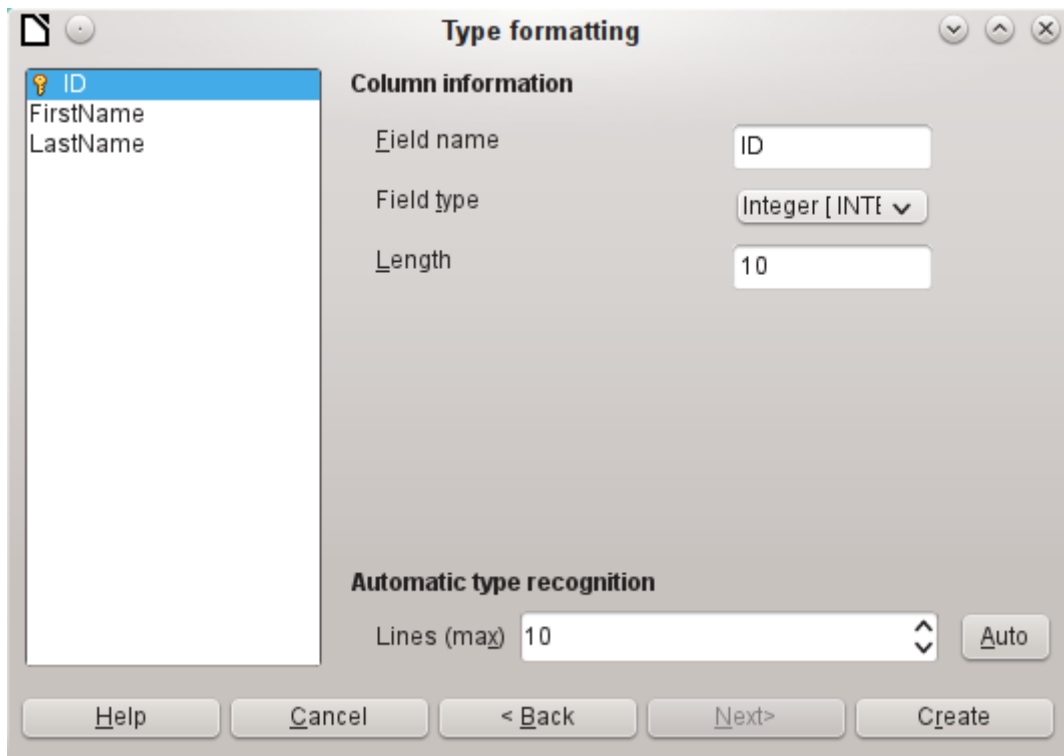 Type formatting
ID
FirstName
LastName
Column information
Field name
ID
Field type
Integer [ INTE
Length
10
Automatic type recognition
Lines (max)
10
Auto
Help
Cancel
< Back
Next>
Create